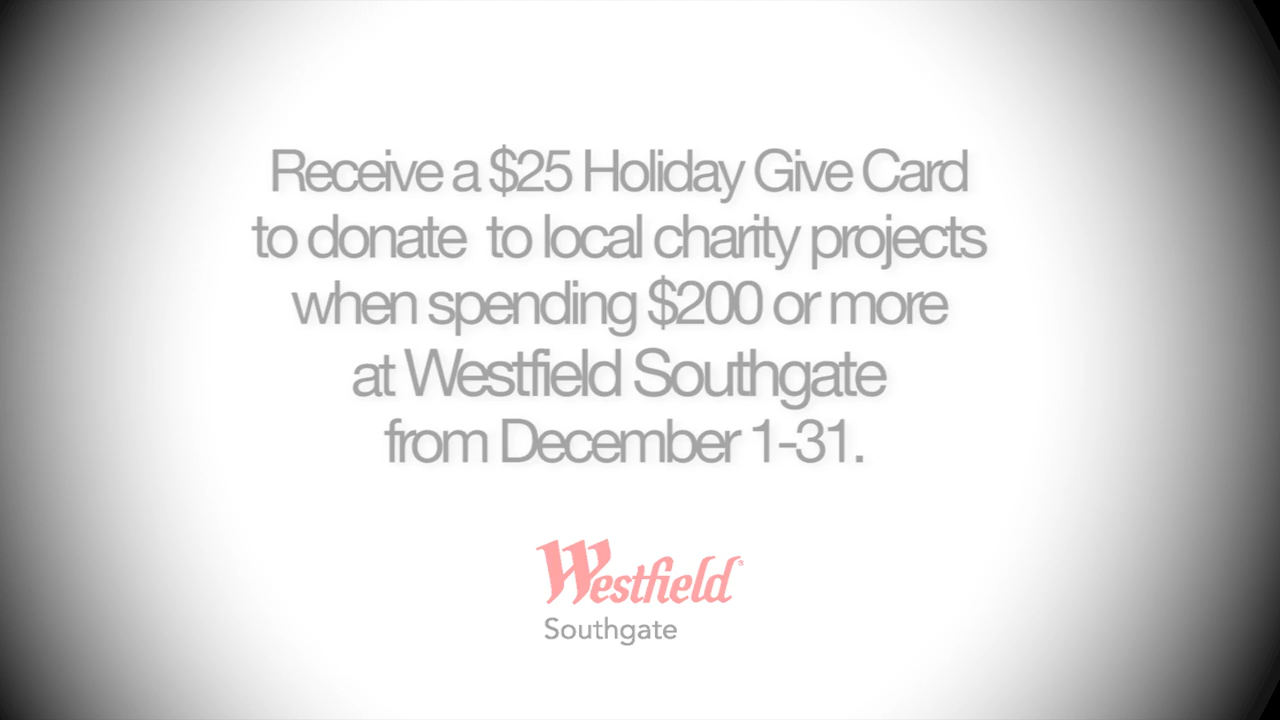 Receive a $25 Holiday Give Card
to donate to local charity projects
when spending $200 or more
at Westfield Southgate
from December 1-31.
Westfield
Southgate